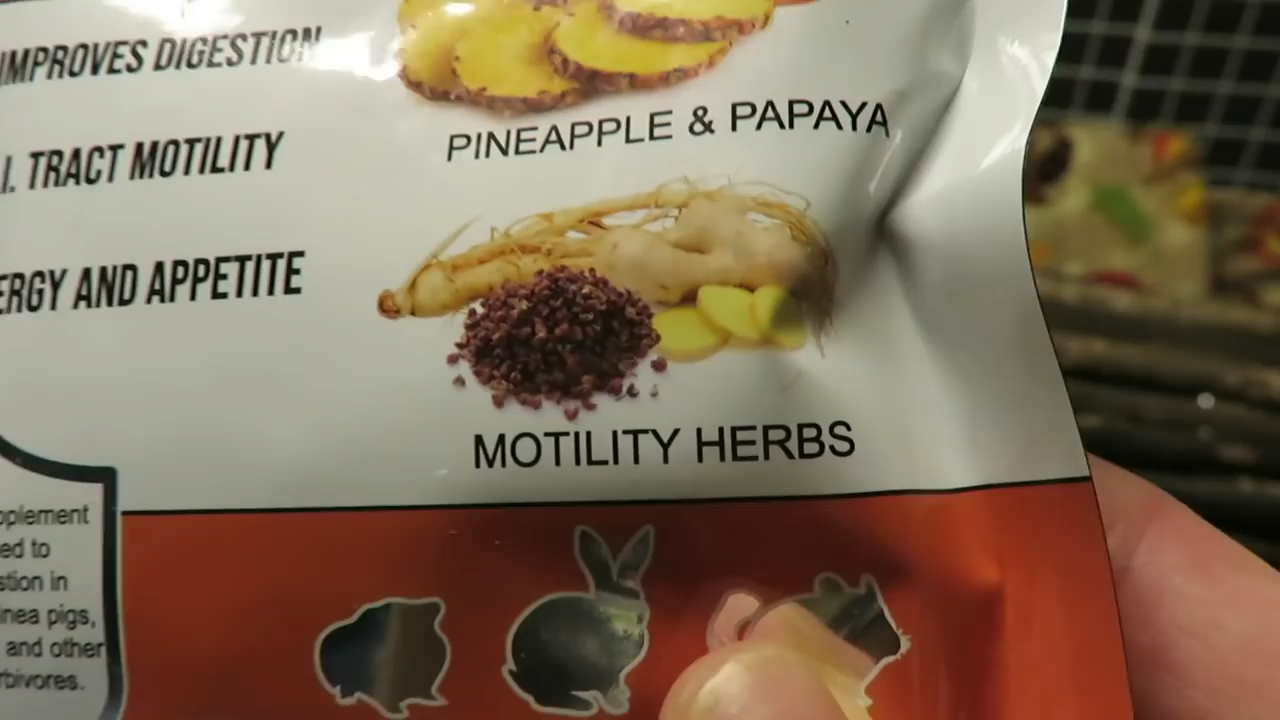 IMPROVES DIGESTION
PINEAPPLE & PAPAYA
I. TRACT MOTILITY
ERGY AND APPETITE
MOTILITY HERBS
pplement
ed to
stion in
inea pigs,
and other
rbivores.